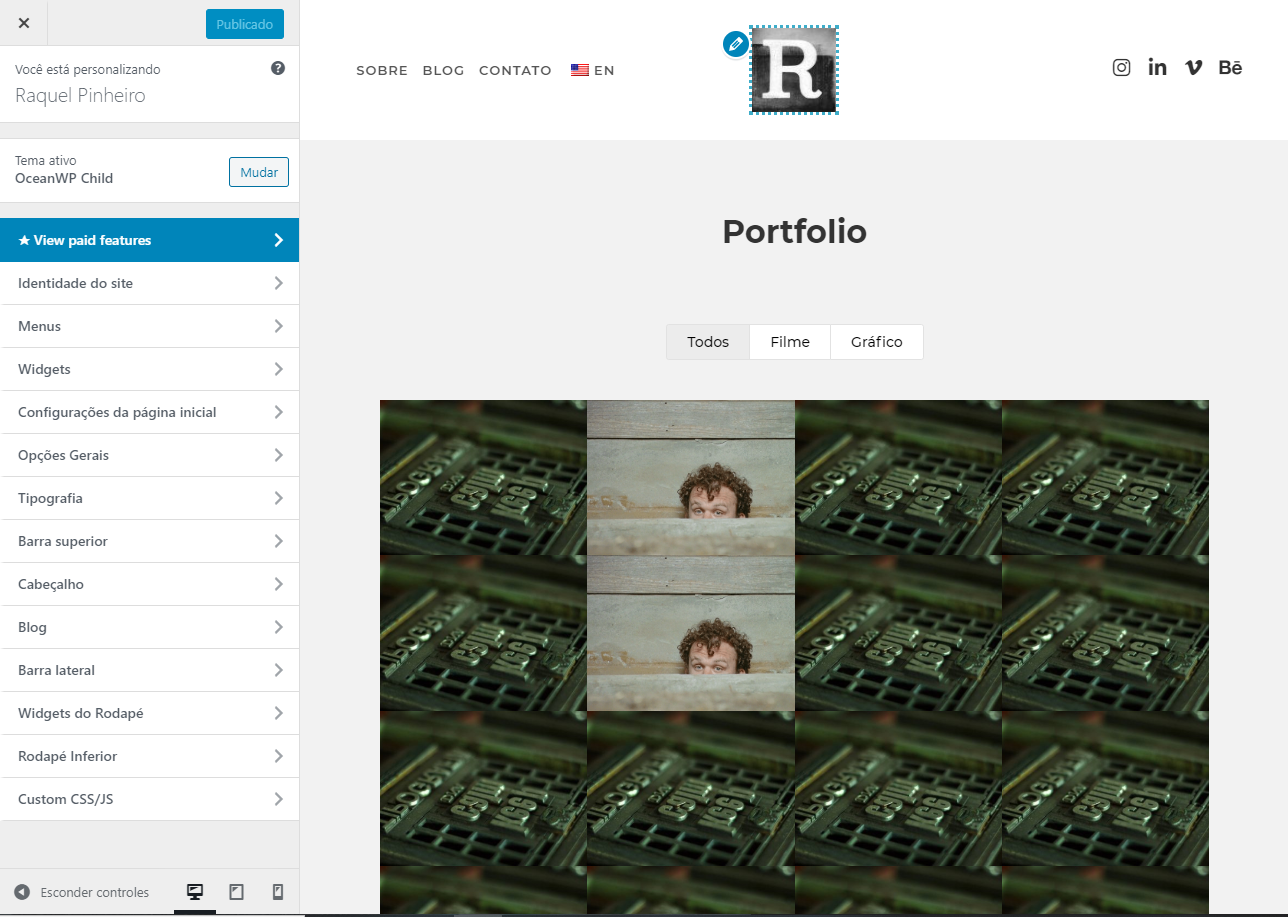 Publicado
Você está personalizando
Raquel Pinheiro
Tema ativo
OceanWP Child
Mudar
View paid features
Identidade do site
Menus
Widgets
Configurações da página inicial
Opções Gerais
Tipografia
Barra superior
Cabeçalho
Blog
Barra lateral
Widgets do Rodapé
Rodapé Inferior
Custom CSS/JS
Esconder controles
SOBRE BLOG CONTATO EN
R
in Bē
Portfolio
Todos Filme Gráfico